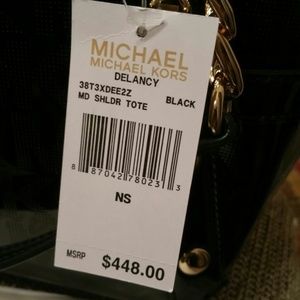 MICHAEL
MICHAEL KORS
DELANCY
38T3XDEE2Z
MD SHLDR TOTE BLACK
8 87042 78023 3
NS
MSRP $448.00